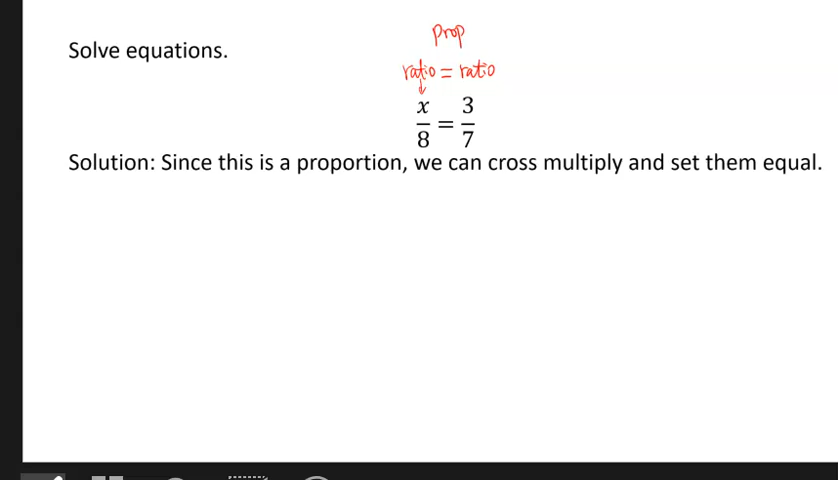 Prop
Solve equations.
ratio = ratio
x/8 = 3/7
Solution: Since this is a proportion, we can cross multiply and set them equal.